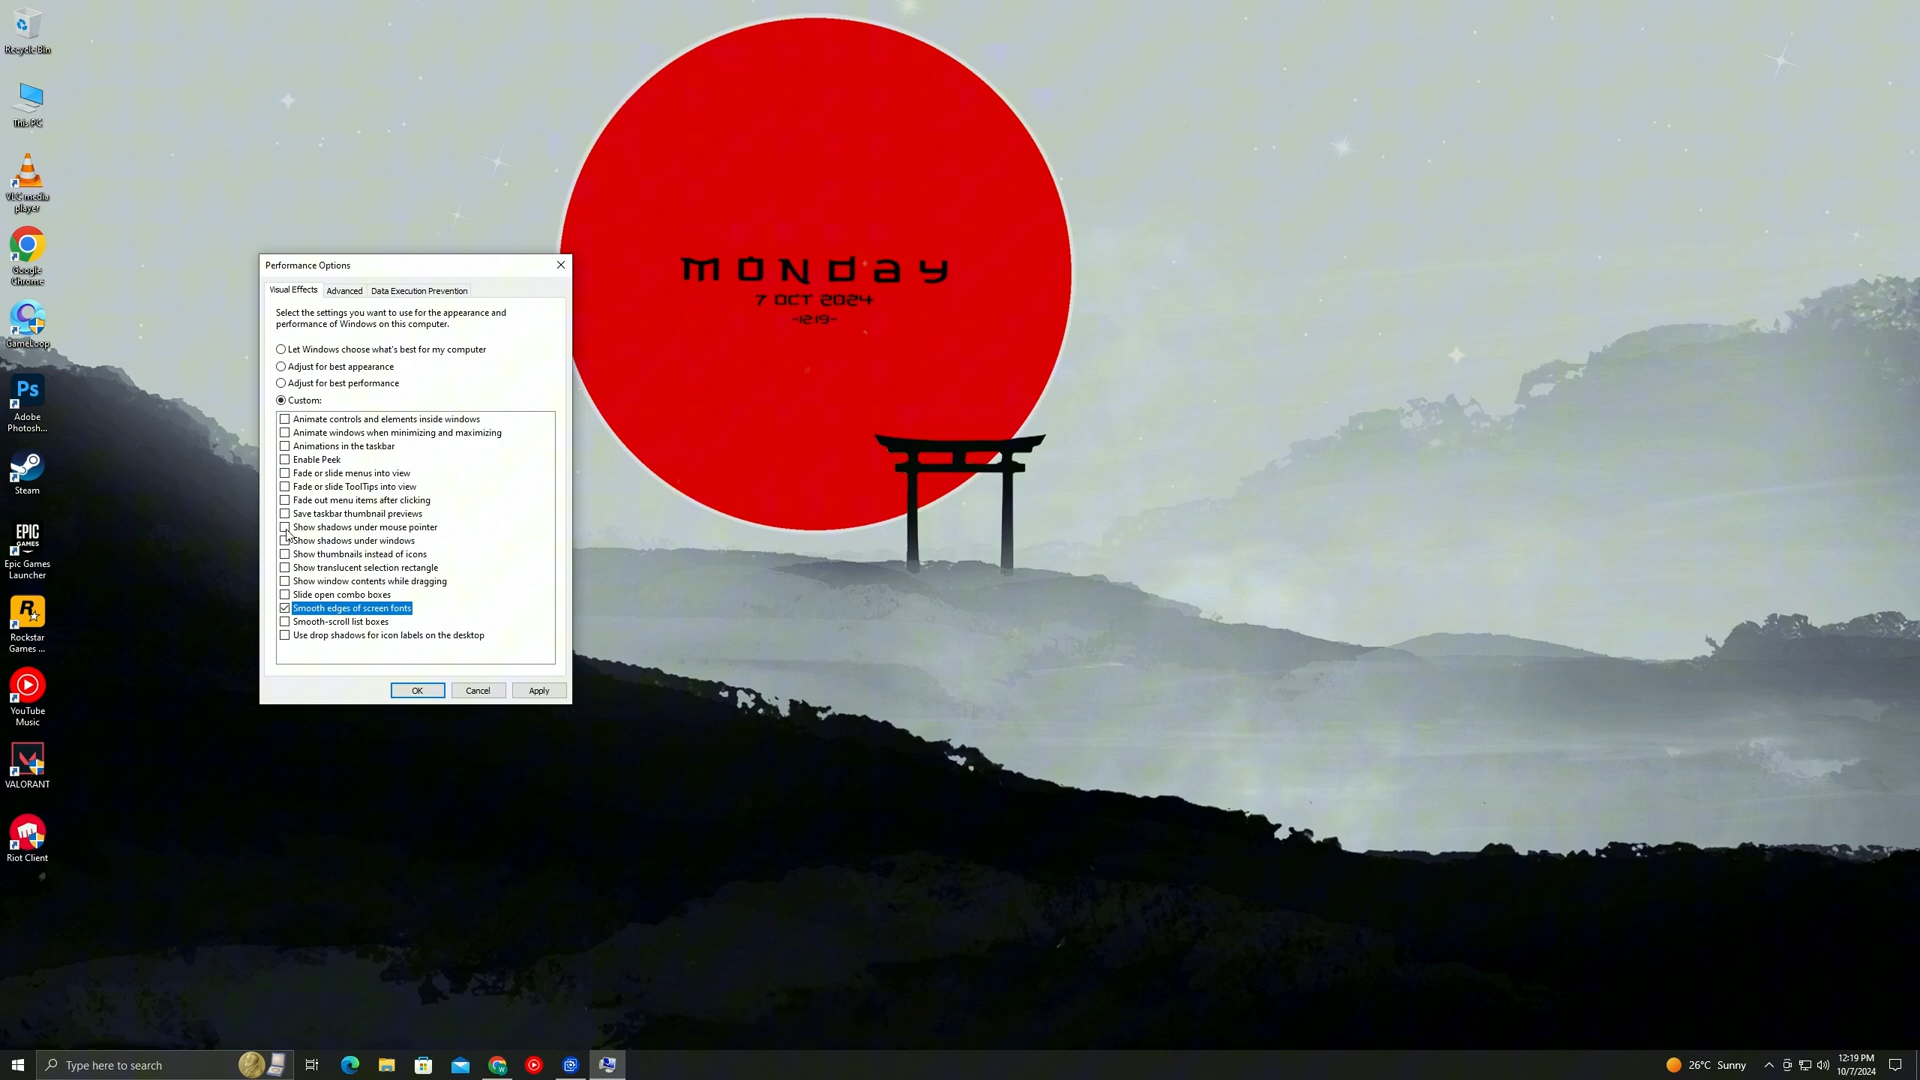 Recycle Bin
This PC
VLC media
player
Google
Chrome
GameLoop
Ps
Adobe
Photosh...
Steam
EPIC
GAMES
Epic Games
Launcher
R
Rockstar
Games ...
YouTube
Music
VALORANT
Riot Client
MONday
7 OCT 2024
-12:19-
Performance Options
Visual Effects
Advanced
Data Execution Prevention
Select the settings you want to use for the appearance and
performance of Windows on this computer.
Let Windows choose what's best for my computer
Adjust for best appearance
Adjust for best performance
Custom:
Animate controls and elements inside windows
Animate windows when minimizing and maximizing
Animations in the taskbar
Enable Peek
Fade or slide menus into view
Fade or slide ToolTips into view
Fade out menu items after clicking
Save taskbar thumbnail previews
Show shadows under mouse pointer
Show shadows under windows
Show thumbnails instead of icons
Show translucent selection rectangle
Show window contents while dragging
Slide open combo boxes
Smooth edges of screen fonts
Smooth-scroll list boxes
Use drop shadows for icon labels on the desktop
OK
Cancel
Apply
Type here to search
26°C Sunny
12:19 PM
10/7/2024